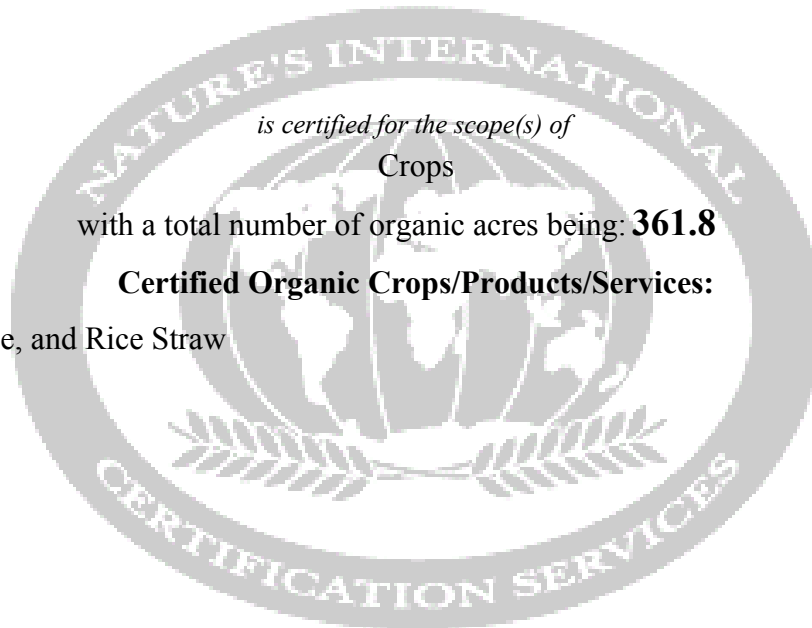 NATURE'S INTERNATIONAL
is certified for the scope(s) of
Crops
with a total number of organic acres being: 361.8
Certified Organic Crops/Products/Services:
e, and Rice Straw
CERTIFICATION SERVICES